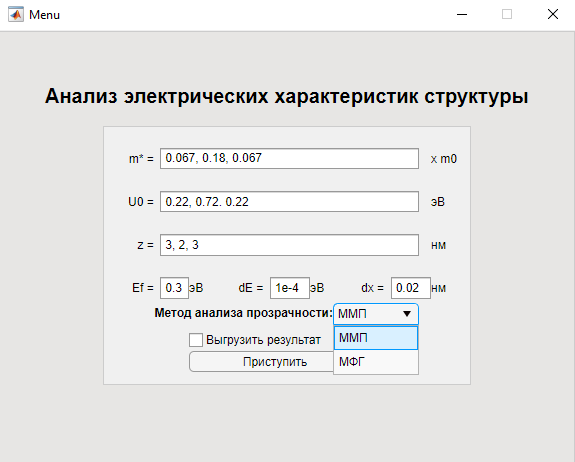 Menu
Анализ электрических характеристик структуры
m* = 0.067, 0.18, 0.067 x m0
U0 = 0.22, 0.72. 0.22 эВ
z = 3, 2, 3 нм
Ef = 0.3 эВ dE = 1e-4 эВ dx = 0.02 нм
Метод анализа прозрачности: ММП
ММП
Выгрузить результат
МФГ
Приступить